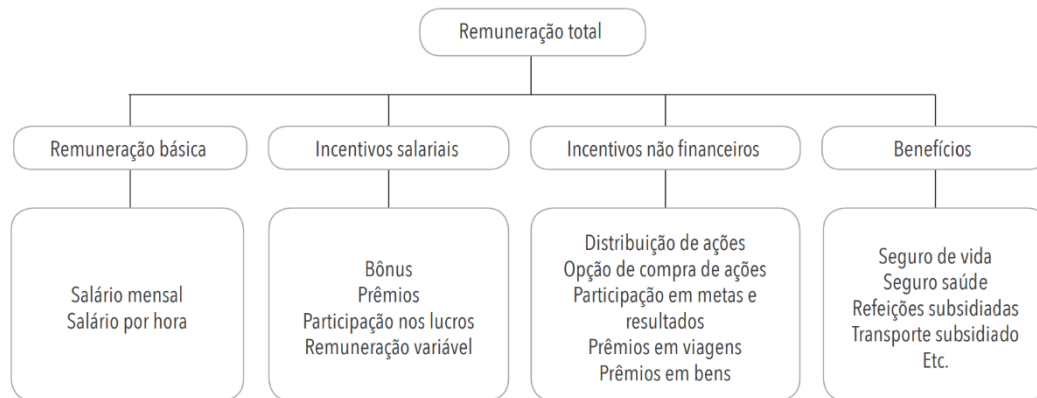 Remuneração total
Remuneração básica
Incentivos salariais
Incentivos não financeiros
Benefícios
Salário mensal
Salário por hora
Bônus
Prêmios
Participação nos lucros
Remuneração variável
Distribuição de ações
Opção de compra de ações
Participação em metas e
resultados
Prêmios em viagens
Prêmios em bens
Seguro de vida
Seguro saúde
Refeições subsidiadas
Transporte subsidiado
Etc.